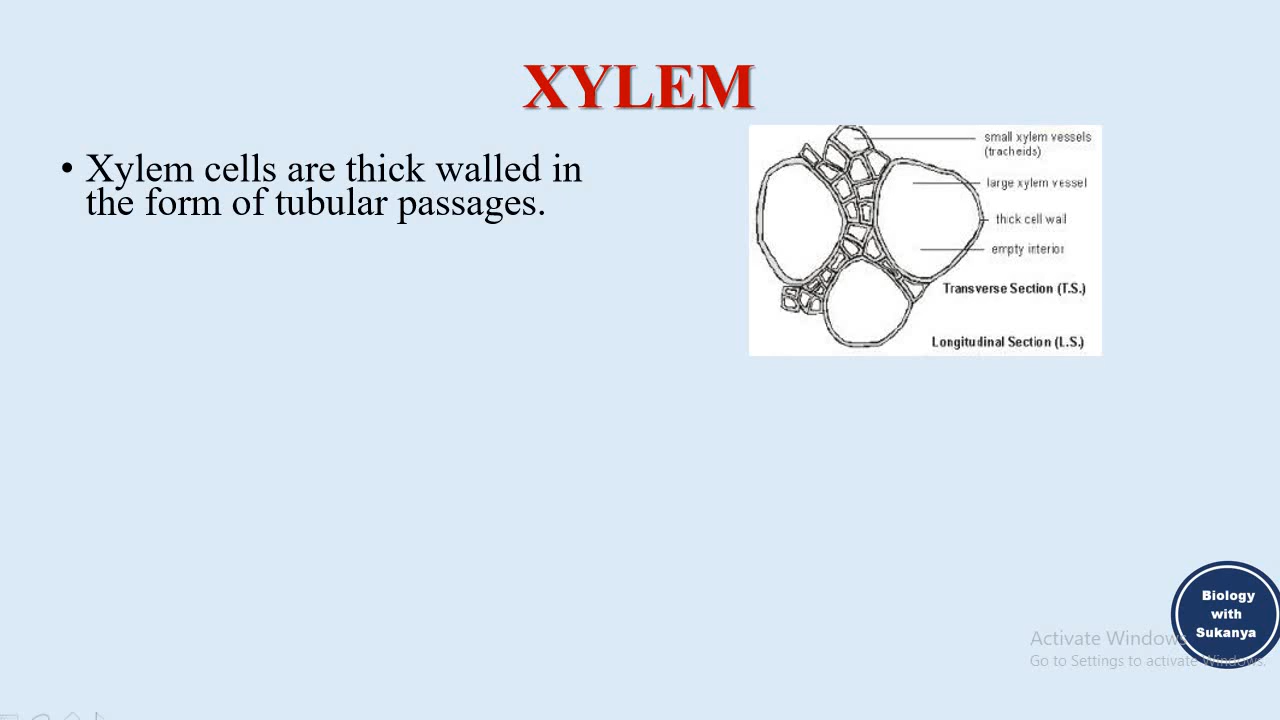 XYLEM
• Xylem cells are thick walled in
the form of tubular passages.
small xylem vessels
(tracheids)
large xylem vessel
thick cell wall
empty interior
Transverse Section (T.S.)
Longitudinal Section (L.S.)
Biology
with
Sukanya
Activate Windows
Go to Settings to activate Windows.